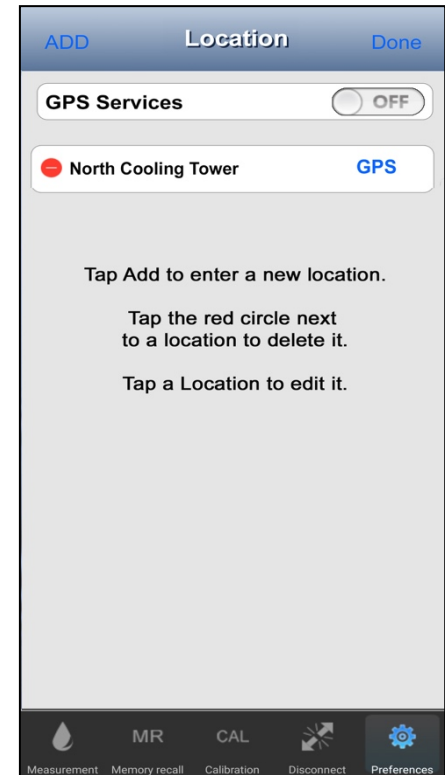 ADD Location Done
GPS Services OFF
North Cooling Tower GPS
Tap Add to enter a new location.
Tap the red circle next
to a location to delete it.
Tap a Location to edit it.
MR CAL
Measurement Memory recall Calibration Disconnect Preferences